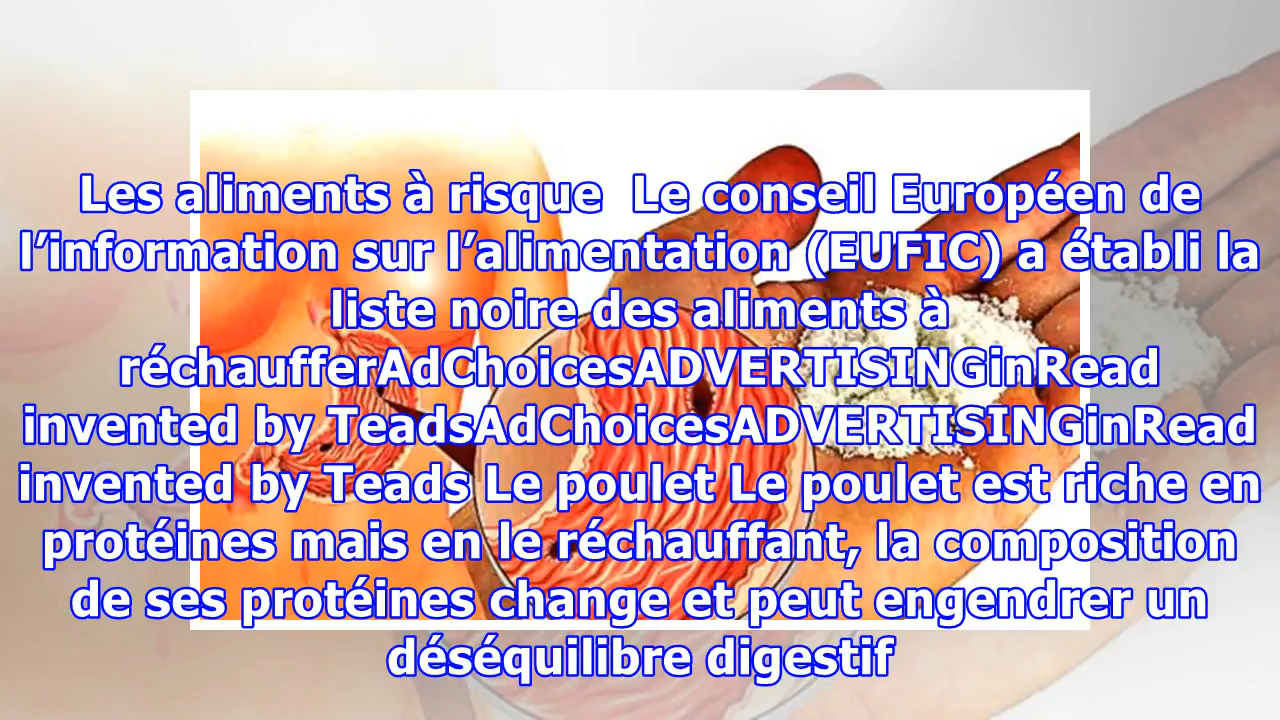 Les aliments à risque  Le conseil Européen de
l’information sur l’alimentation (EUFIC) a établi la
liste noire des aliments à
réchaufferAdChoicesADVERTISINGinRead
invented by TeadsAdChoicesADVERTISINGinRead
invented by Teads Le poulet Le poulet est riche en
protéines mais en le réchauffant, la composition
de ses protéines change et peut engendrer un
déséquilibre digestif